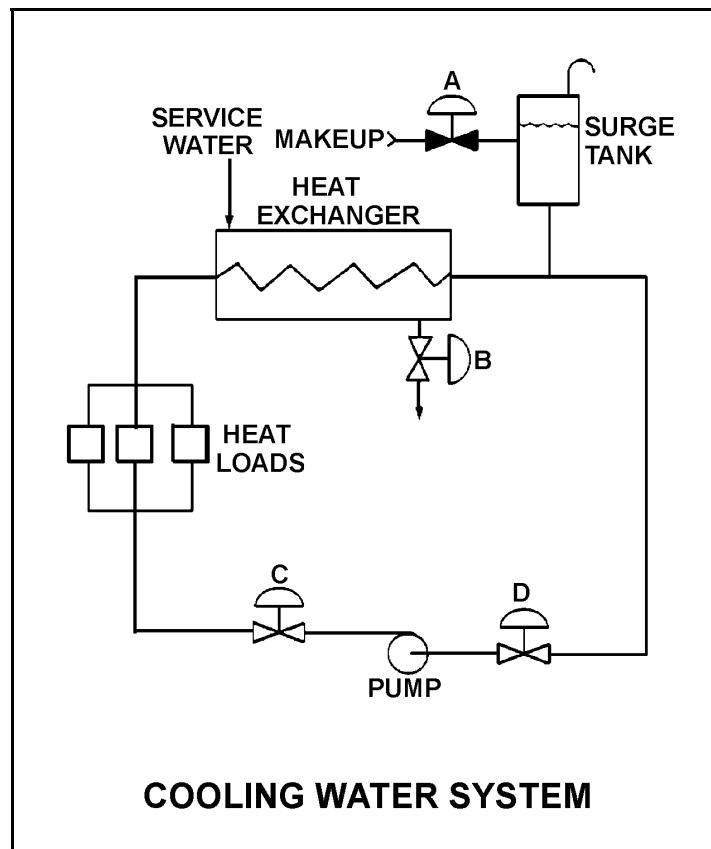 A
SERVICE
WATER
MAKEUP
SURGE
TANK
HEAT
EXCHANGER
B
HEAT
LOADS
C
D
PUMP
COOLING WATER SYSTEM